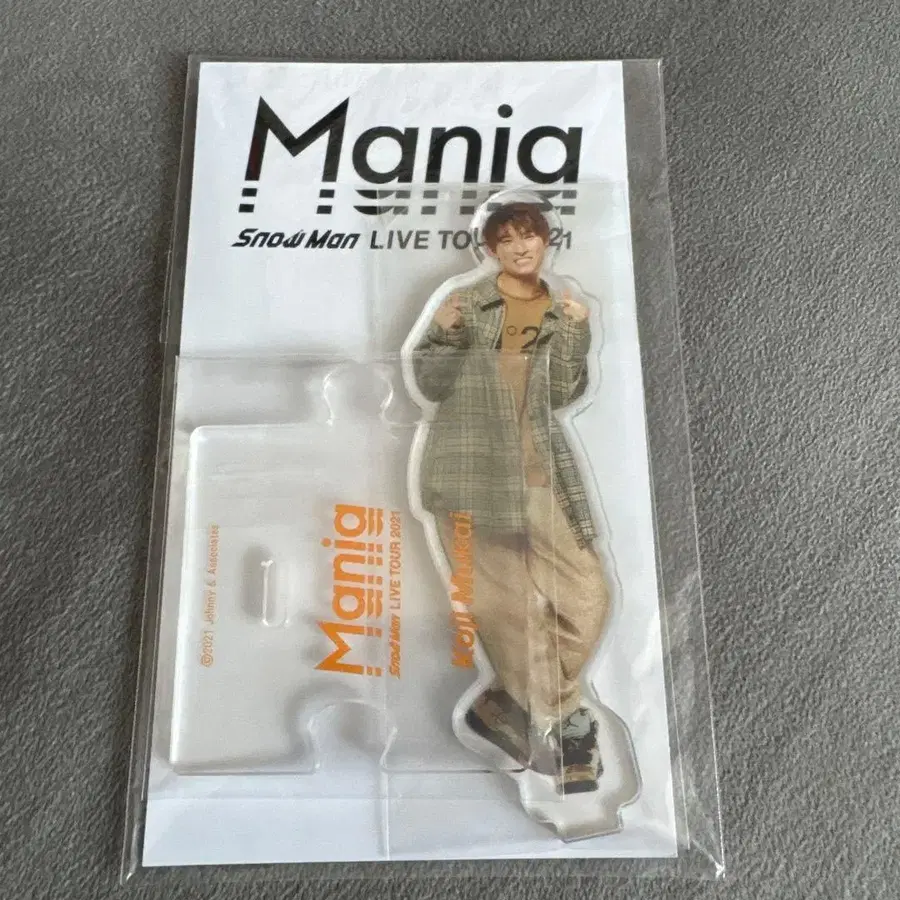 Mania
Snow Man LIVE TOUR 2021
Mania
Snow Man LIVE TOUR 2021
Koji Mukai
©2021 Johnny & Associates